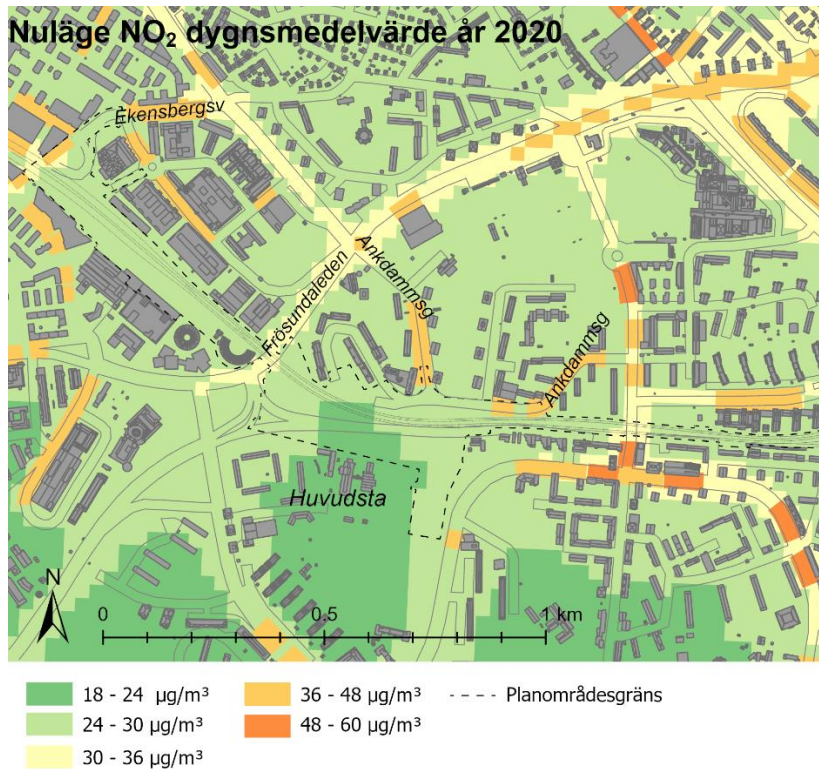 Nuläge NO₂ dygnsmedelvärde år 2020
Ekensbergsv
Ankdammsg
Frösundaleden
Ankdammsg
Huvudsta
N
0 0,5 1 km
18 - 24 µg/m³
24 - 30 µg/m³
30 - 36 µg/m³
36 - 48 µg/m³
48 - 60 µg/m³
Planområdesgräns